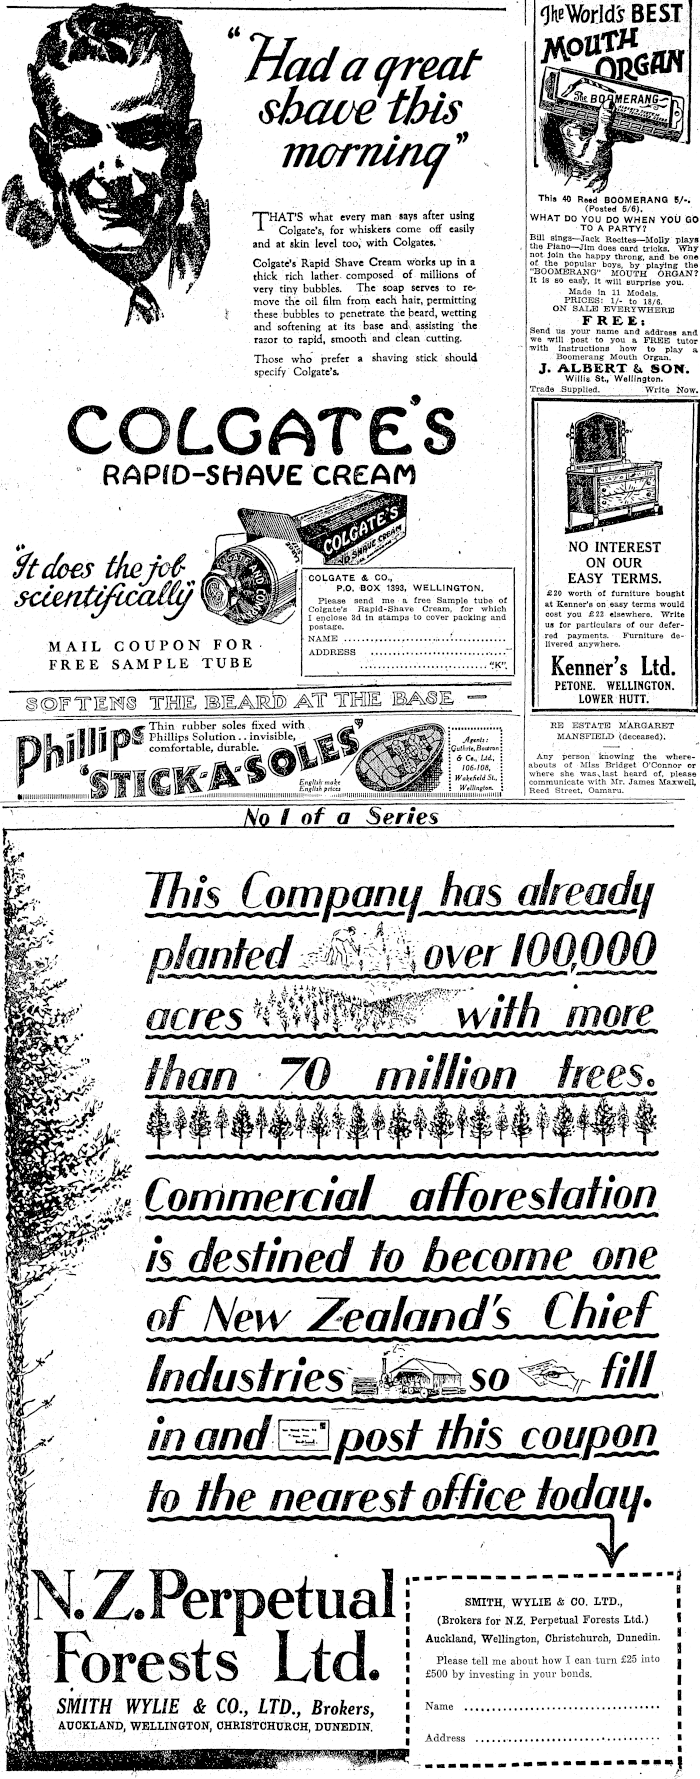 "Had a great
shave this
morning"
THAT'S what every man says after using
Colgate's, for whiskers come off easily
and at skin level too, with Colgates.
Colgate's Rapid Shave Cream works up in a
thick rich lather composed of millions of
very tiny bubbles. The soap serves to re-
move the oil film from each hair, permitting
these bubbles to penetrate the beard, wetting
and softening at its base and assisting the
razor to rapid, smooth and clean cutting.
Those who prefer a shaving stick should
specify Colgate's.
COLGATE'S
RAPID-SHAVE CREAM
"It does the job
scientifically"
COLGATE'S
MAIL COUPON FOR
FREE SAMPLE TUBE
COLGATE & CO.,
P.O. BOX 1393, WELLINGTON.
Please send me a free Sample tube of
Colgate's Rapid-Shave Cream, for which
I enclose 3d in stamps to cover packing and
postage.
NAME
ADDRESS
"K".
SOFTENS THE BEARD AT THE BASE —
Phillips
'STICK-A-SOLES'
Thin rubber soles fixed with
Phillips Solution .. invisible,
comfortable, durable.
English make
English prices
Agents:
Guthrie, Bowron
& Co., Ltd.,
106-108,
Wakefield St.,
Wellington.
The World's BEST
MOUTH
ORGAN
The BOOMERANG
This 40 Reed BOOMERANG 5/-.
(Posted 5/6).
WHAT DO YOU DO WHEN YOU GO
TO A PARTY?
Bill sings—Jack Recites—Molly plays
the Piano—Jim does card tricks. Why
not join the happy throng, and be one
of the popular boys, by playing the
"BOOMERANG" MOUTH ORGAN?
It is so easy, it will surprise you.
Made in 11 Models.
PRICES: 1/- to 18/6.
ON SALE EVERYWHERE
FREE:
Send us your name and address and
we will post to you a FREE tutor
with instructions how to play a
Boomerang Mouth Organ.
J. ALBERT & SON.
Willis St., Wellington.
Trade Supplied. Write Now.
NO INTEREST
ON OUR
EASY TERMS.
£20 worth of furniture bought
at Kenner's on easy terms would
cost you £22 elsewhere. Write
us for particulars of our defer-
red payments. Furniture de-
livered anywhere.
Kenner's Ltd.
PETONE. WELLINGTON.
LOWER HUTT.
RE ESTATE MARGARET
MANSFIELD (deceased).
Any person knowing the where-
abouts of Miss Bridget O'Connor or
where she was last heard of, please
communicate with Mr. James Maxwell,
Reed Street, Oamaru.
No 1 of a Series
This Company has already
planted over 100,000
acres with more
than 70 million trees.
Commercial afforestation
is destined to become one
of New Zealand's Chief
Industries so fill
in and post this coupon
to the nearest office today.
N.Z. Perpetual
Forests Ltd.
SMITH WYLIE & CO., LTD., Brokers,
AUCKLAND, WELLINGTON, CHRISTCHURCH, DUNEDIN.
SMITH, WYLIE & CO. LTD.,
(Brokers for N.Z. Perpetual Forests Ltd.)
Auckland, Wellington, Christchurch, Dunedin.
Please tell me about how I can turn £25 into
£500 by investing in your bonds.
Name
Address